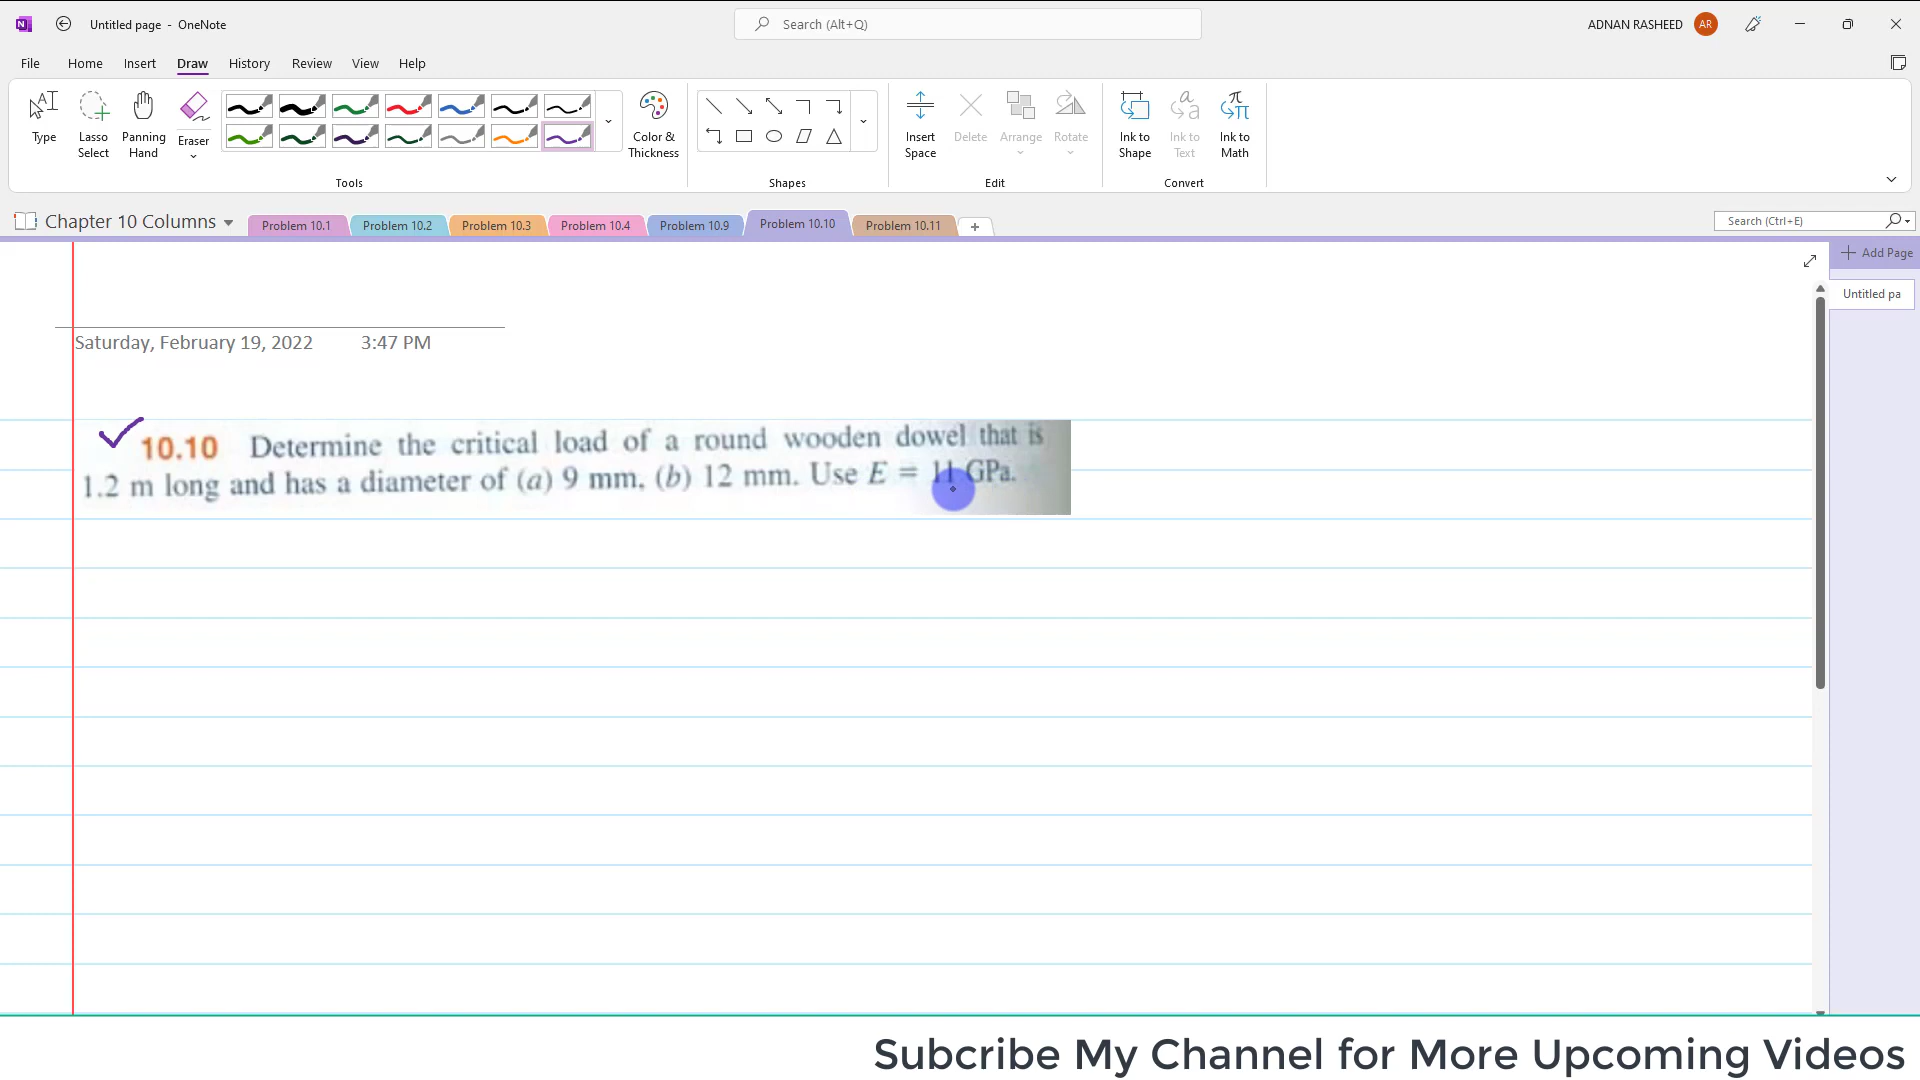 Untitled page - OneNote
Search (Alt+Q)
ADNAN RASHEED AR
File Home Insert Draw History Review View Help
Type
Lasso Select
Panning Hand
Eraser
Color & Thickness
Insert Space
Delete
Arrange
Rotate
Ink to Shape
Ink to Text
Ink to Math
Tools
Shapes
Edit
Convert
Chapter 10 Columns
Problem 10.1
Problem 10.2
Problem 10.3
Problem 10.4
Problem 10.9
Problem 10.10
Problem 10.11
Search (Ctrl+E)
Add Page
Untitled pa
Saturday, February 19, 2022 3:47 PM
10.10 Determine the critical load of a round wooden dowel that is
1.2 m long and has a diameter of (a) 9 mm, (b) 12 mm. Use E = 11 GPa.
Subcribe My Channel for More Upcoming Videos